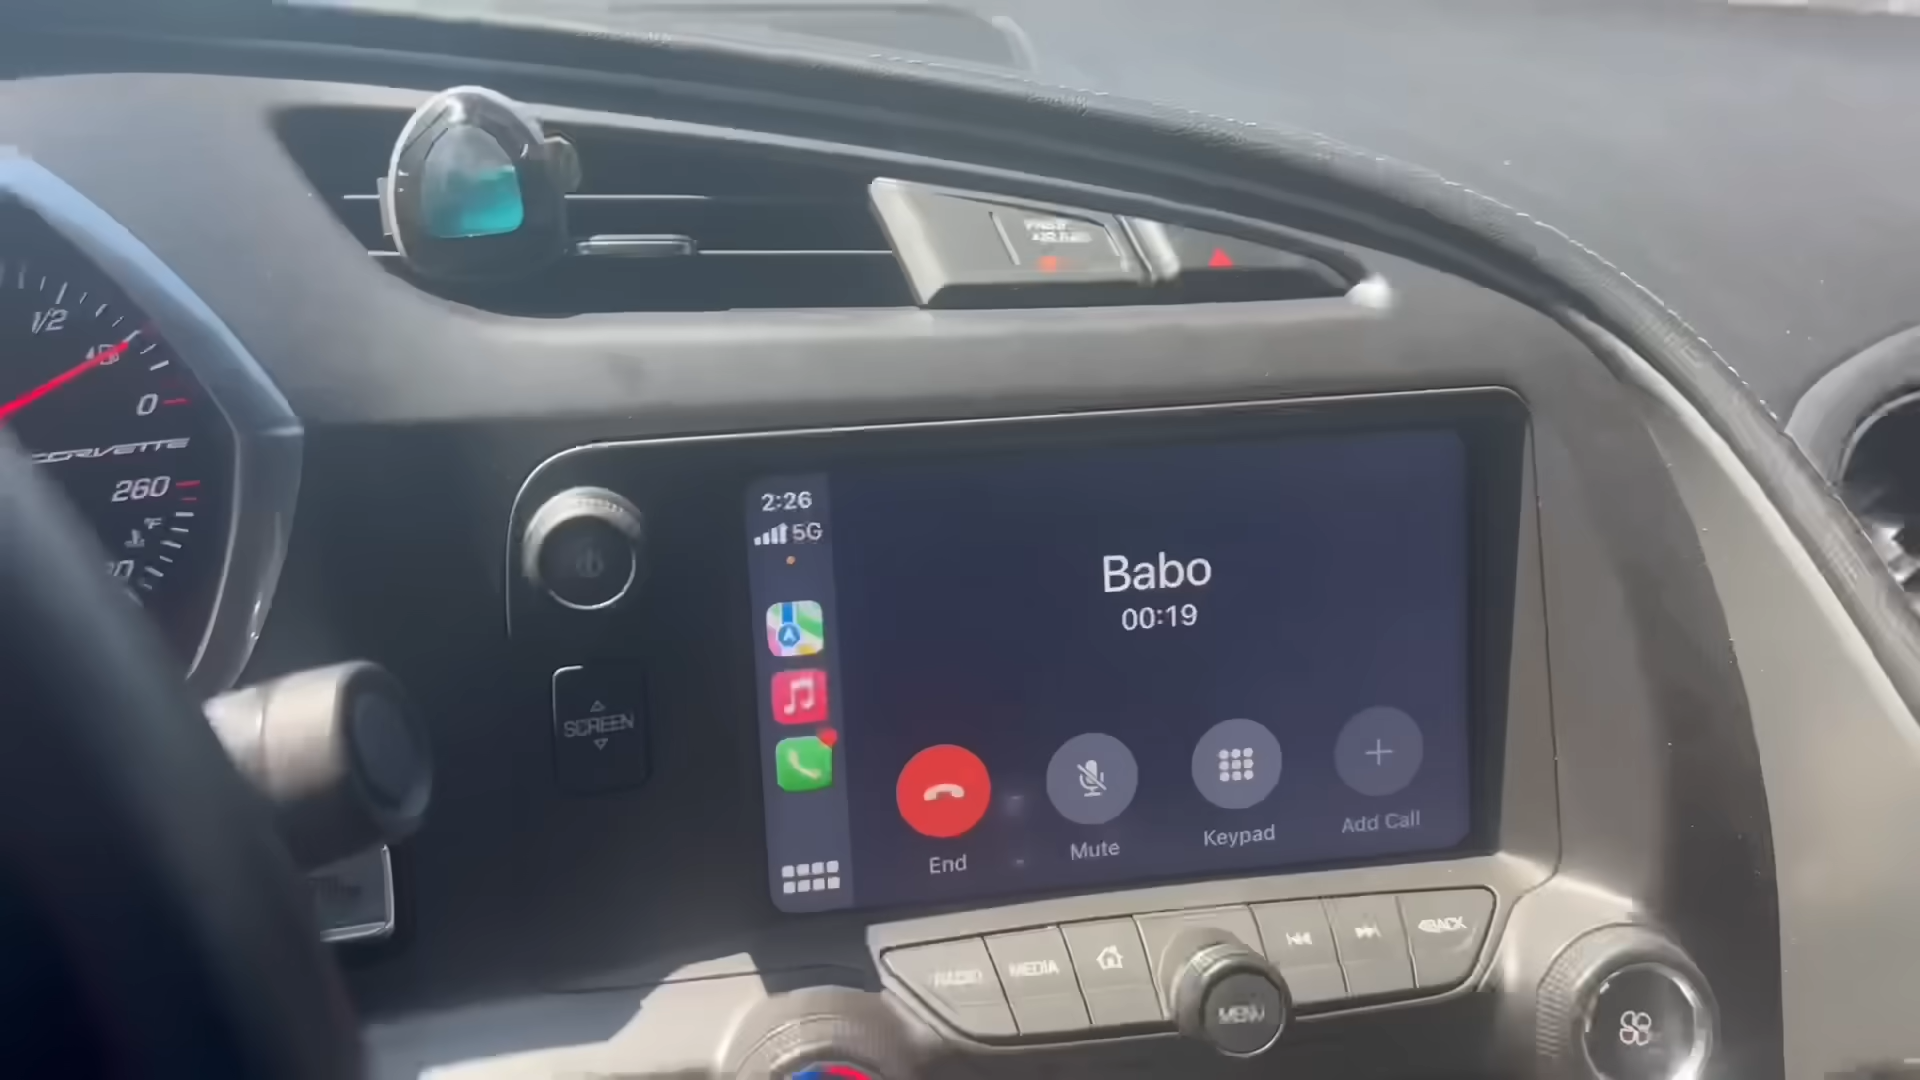 1/2
0
CORVETTE
260
°F
SCREEN
2:26
5G
Babo
00:19
End
Mute
Keypad
Add Call
RADIO
MEDIA
MENU
BACK